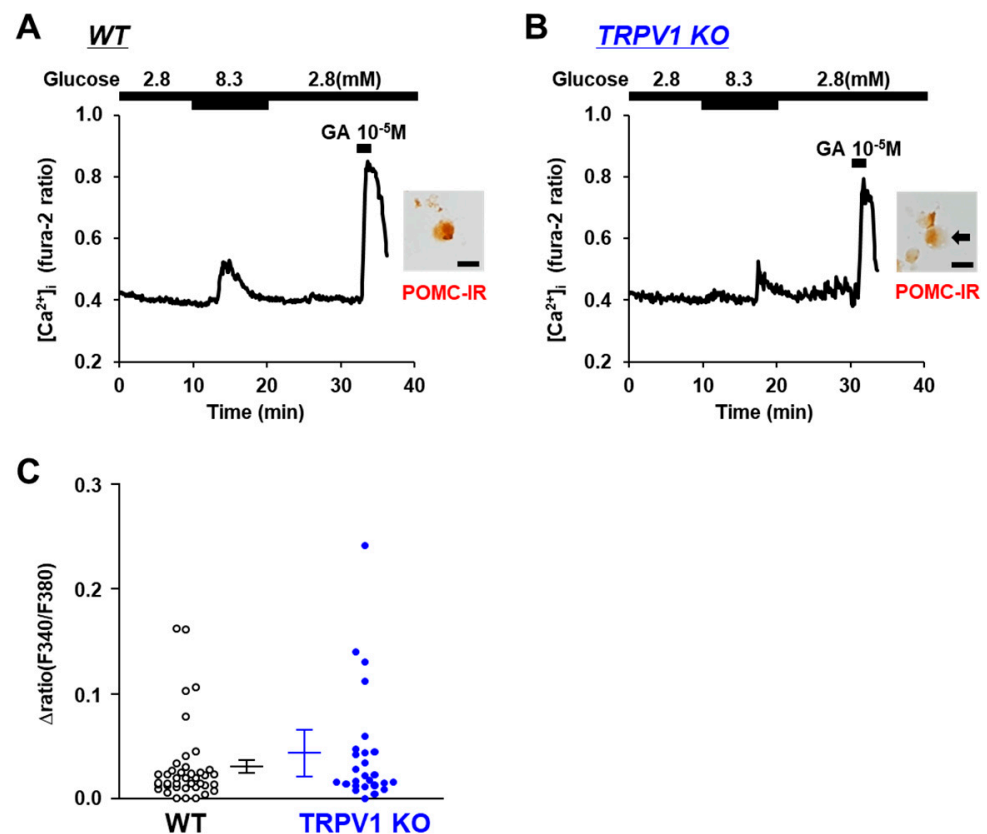 A
WT
Glucose 2.8 8.3 2.8(mM)
1.0
0.8
0.6
0.4
0.2
[Ca²⁺]ᵢ (fura-2 ratio)
GA 10⁻⁵M
POMC-IR
0 10 20 30 40
Time (min)
B
TRPV1 KO
Glucose 2.8 8.3 2.8(mM)
1.0
0.8
0.6
0.4
0.2
[Ca²⁺]ᵢ (fura-2 ratio)
GA 10⁻⁵M
POMC-IR
0 10 20 30 40
Time (min)
C
0.3
0.2
0.1
0.0
Δratio(F340/F380)
WT TRPV1 KO